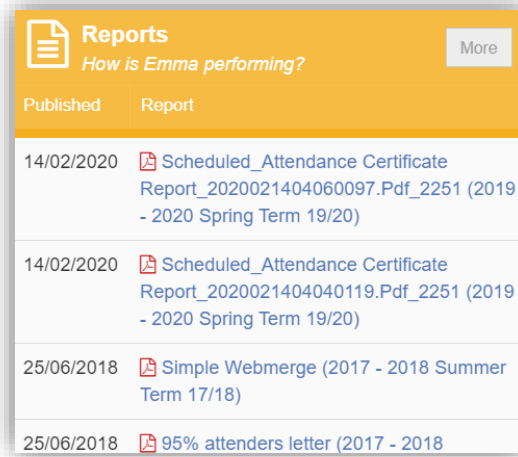 Reports
How is Emma performing?
More
Published Report
14/02/2020 Scheduled_Attendance Certificate
Report_2020021404060097.Pdf_2251 (2019
- 2020 Spring Term 19/20)
14/02/2020 Scheduled_Attendance Certificate
Report_2020021404040119.Pdf_2251 (2019
- 2020 Spring Term 19/20)
25/06/2018 Simple Webmerge (2017 - 2018 Summer
Term 17/18)
25/06/2018 95% attenders letter (2017 - 2018